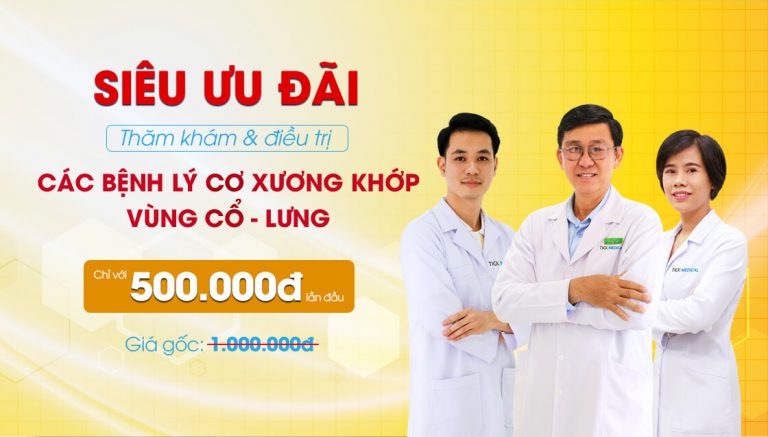 SIÊU ƯU ĐÃI
Thăm khám & điều trị
CÁC BỆNH LÝ CƠ XƯƠNG KHỚP
VÙNG CỔ - LƯNG
Chỉ với 500.000đ lần đầu
Giá gốc: 1.000.000đ